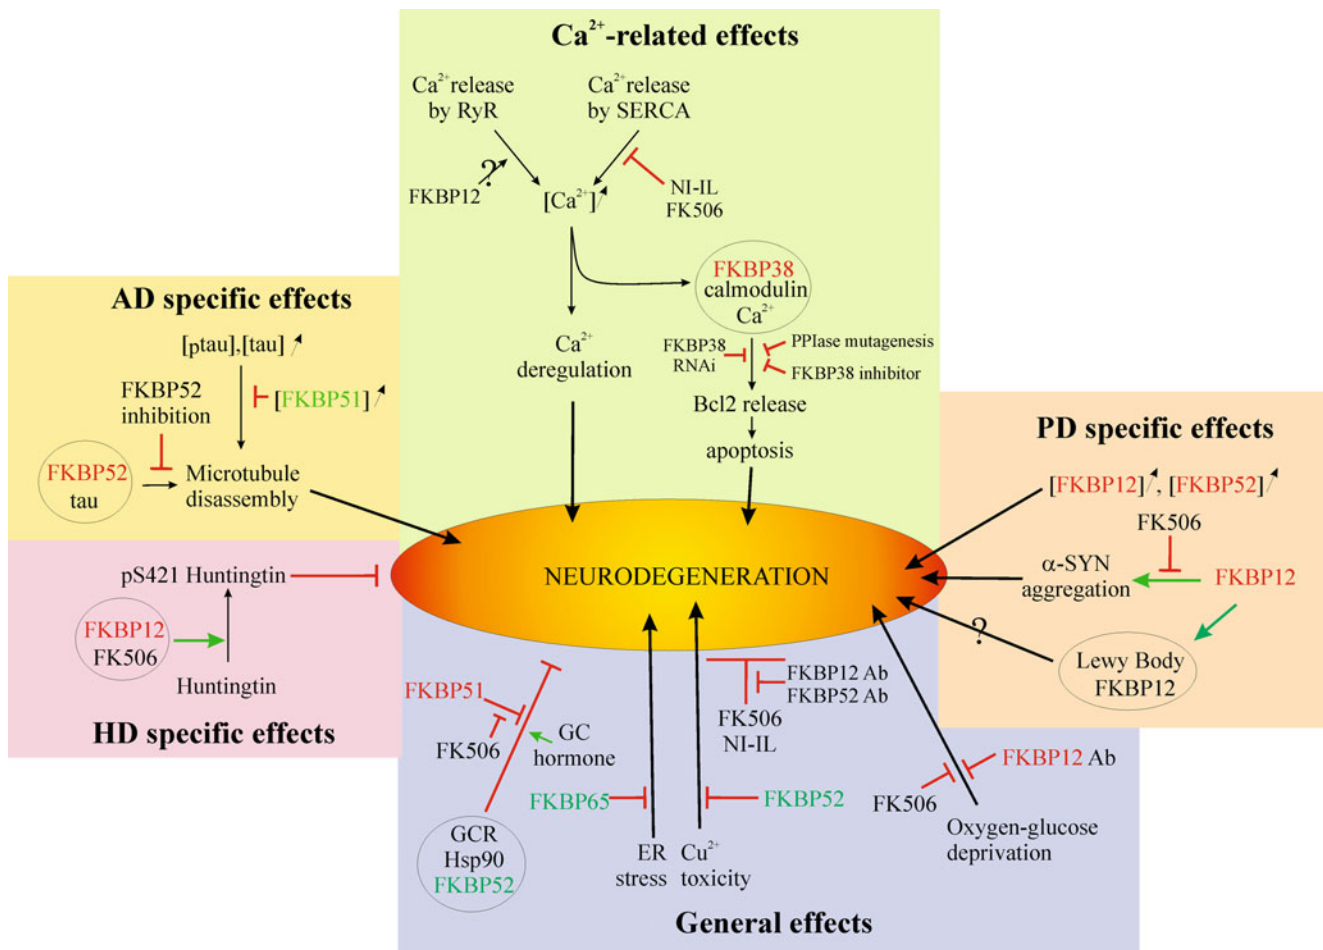 Ca²⁺-related effects
Ca²⁺release
by RyR
Ca²⁺release
by SERCA
?
FKBP12
[Ca²⁺]
NI-IL
FK506
FKBP38
calmodulin
Ca²⁺
Ca²⁺
deregulation
FKBP38
RNAi
PPIase mutagenesis
FKBP38 inhibitor
Bcl2 release
apoptosis
AD specific effects
[ptau],[tau]
FKBP52
inhibition
[FKBP51]
FKBP52
tau
Microtubule
disassembly
PD specific effects
[FKBP12], [FKBP52]
FK506
α-SYN
aggregation
FKBP12
?
Lewy Body
FKBP12
NEURODEGENERATION
pS421 Huntingtin
FKBP12
FK506
Huntingtin
HD specific effects
FKBP51
FK506
GC
hormone
FKBP12 Ab
FKBP52 Ab
FK506
NI-IL
FKBP65
FKBP52
GCR
Hsp90
FKBP52
ER
stress
Cu²⁺
toxicity
FKBP12 Ab
FK506
Oxygen-glucose
deprivation
General effects